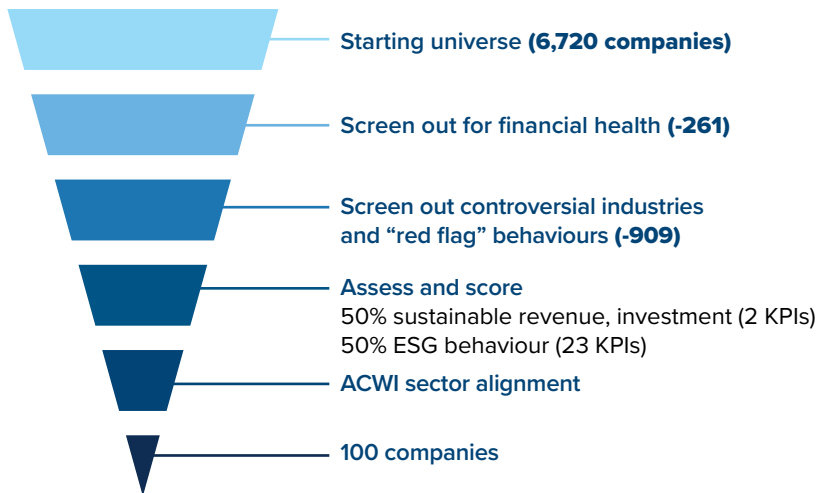 Starting universe (6,720 companies)
Screen out for financial health (-261)
Screen out controversial industries
and “red flag” behaviours (-909)
Assess and score
50% sustainable revenue, investment (2 KPIs)
50% ESG behaviour (23 KPIs)
ACWI sector alignment
100 companies